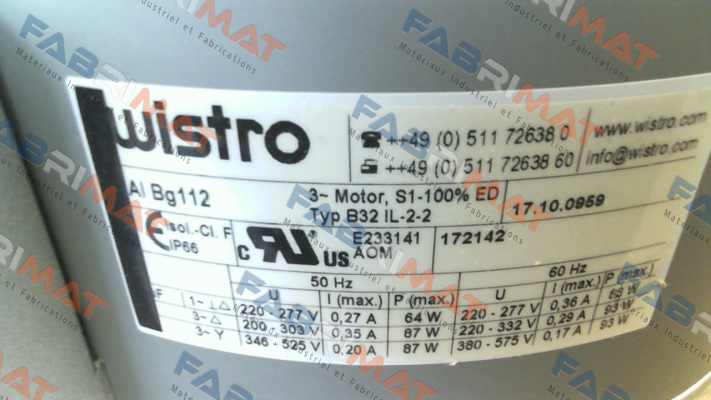 wistro
++49 (0) 511 72638 0
++49 (0) 511 72638 60
www.wistro.com
info@wistro.com
Al Bg112
3~ Motor, S1-100% ED
Typ B32 IL-2-2
17.10.0959
CE Isol.-Cl. F
IP66
c RU US
E233141
AOM
172142
50 Hz
60 Hz
U I (max.) P (max.) U I (max.) P (max.)
1~ ⊥△ 220 - 277 V 0,27 A 64 W 220 - 277 V 0,36 A 88 W
3~ △ 200 - 303 V 0,35 A 87 W 220 - 332 V 0,29 A 93 W
3~ Y 346 - 525 V 0,20 A 87 W 380 - 575 V 0,17 A 93 W
FABRIMAT
Matériaux Industriel et Fabrications